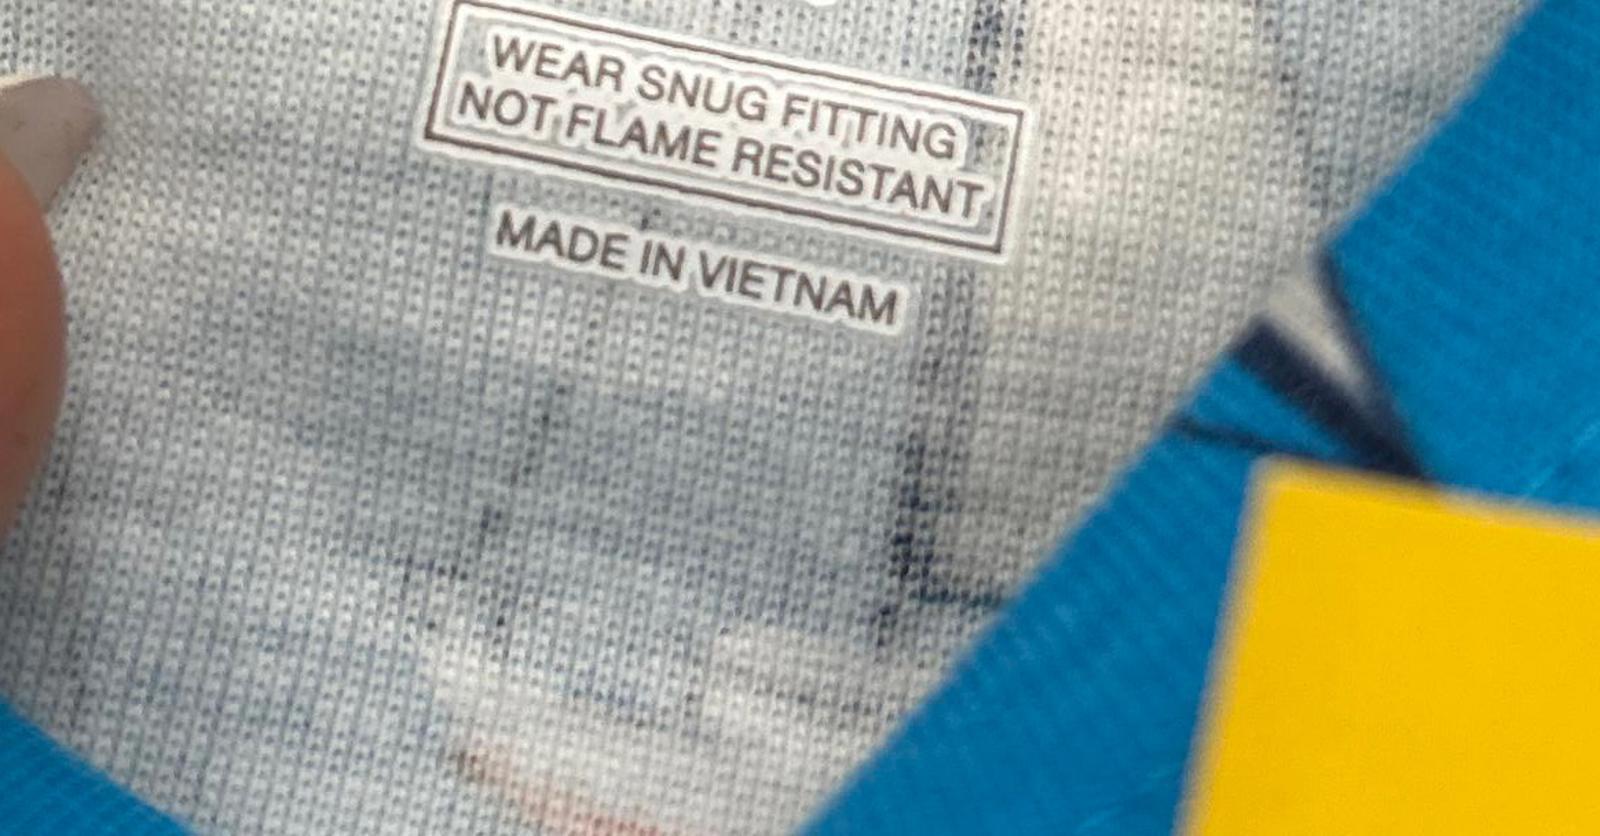 WEAR SNUG FITTING
NOT FLAME RESISTANT
MADE IN VIETNAM